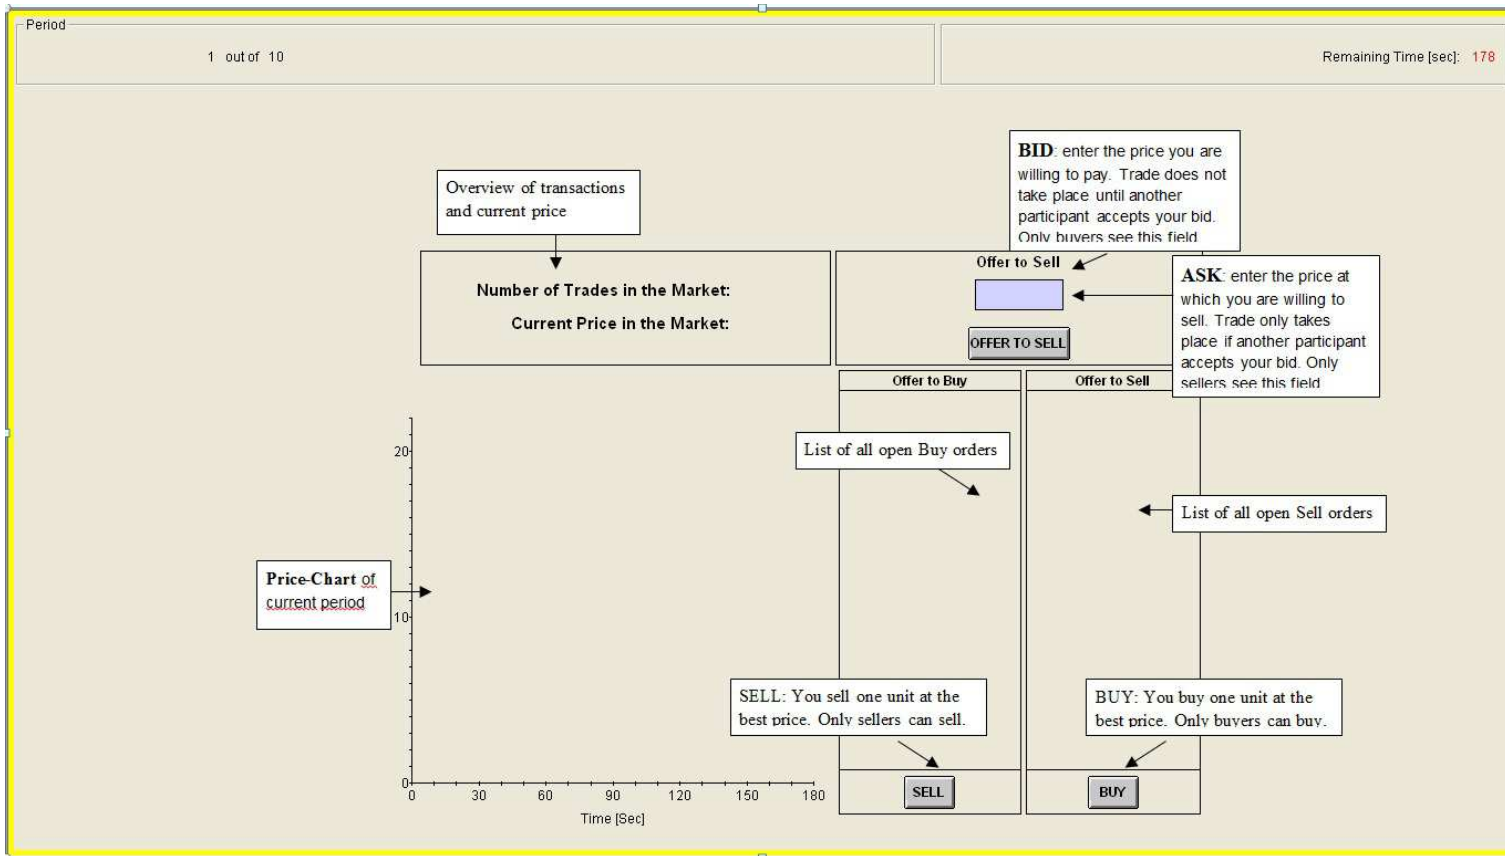 Period
1 out of 10
Remaining Time [sec]: 178
BID: enter the price you are
willing to pay. Trade does not
take place until another
participant accepts your bid.
Only buyers see this field
Overview of transactions
and current price
Number of Trades in the Market:
Current Price in the Market:
Offer to Sell
OFFER TO SELL
ASK: enter the price at
which you are willing to
sell. Trade only takes
place if another participant
accepts your bid. Only
sellers see this field
Offer to Buy
Offer to Sell
List of all open Buy orders
List of all open Sell orders
Price-Chart of
current period
20
10
0
0 30 60 90 120 150 180
Time [Sec]
SELL: You sell one unit at the
best price. Only sellers can sell.
BUY: You buy one unit at the
best price. Only buyers can buy.
SELL
BUY